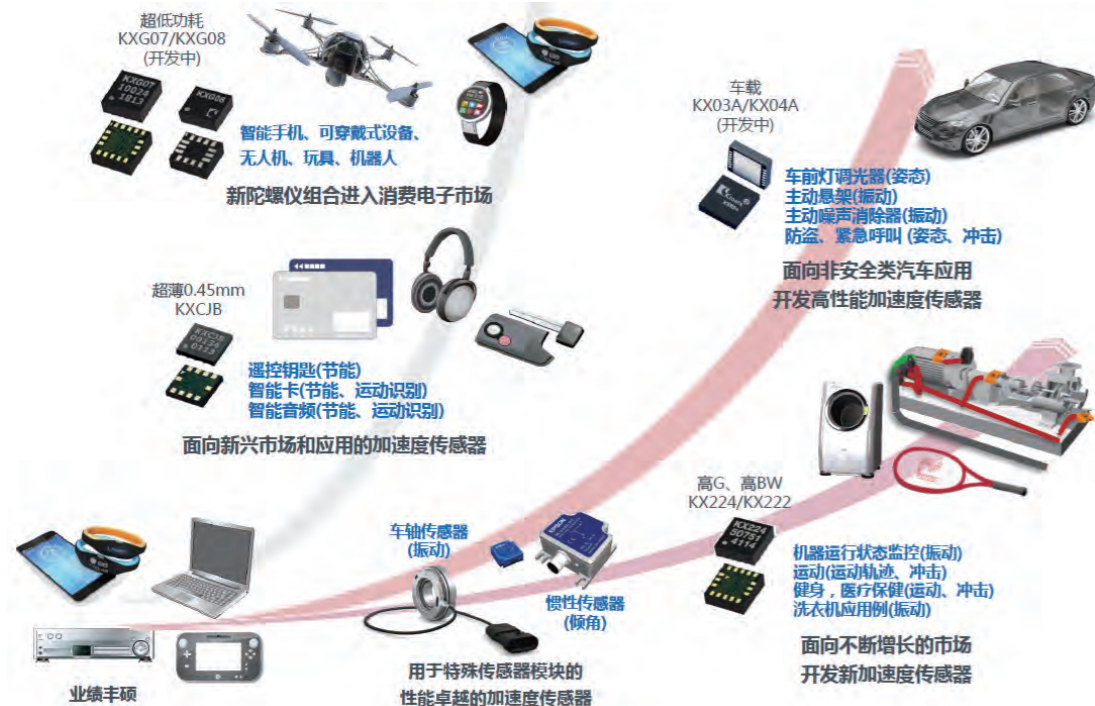 超低功耗
KXG07/KXG08
(开发中)
KXG07
10024
1813
KXG08
智能手机、可穿戴式设备、
无人机、玩具、机器人
新陀螺仪组合进入消费电子市场
车载
KX03A/KX04A
(开发中)
车前灯调光器(姿态)
主动悬架(振动)
主动噪声消除器(振动)
防盗、紧急呼叫 (姿态、冲击)
面向非安全类汽车应用
开发高性能加速度传感器
超薄0.45mm
KXCJB
KXCJB
00134
0113
遥控钥匙(节能)
智能卡(节能、运动识别)
智能音频(节能、运动识别)
面向新兴市场和应用的加速度传感器
高G、高BW
KX224/KX222
KX224
50751
4114
机器运行状态监控(振动)
运动(运动轨迹、冲击)
健身，医疗保健(运动、冲击)
洗衣机应用例(振动)
面向不断增长的市场
开发新加速度传感器
车轴传感器
(振动)
EPSON
惯性传感器
(倾角)
用于特殊传感器模块的
性能卓越的加速度传感器
业绩丰硕